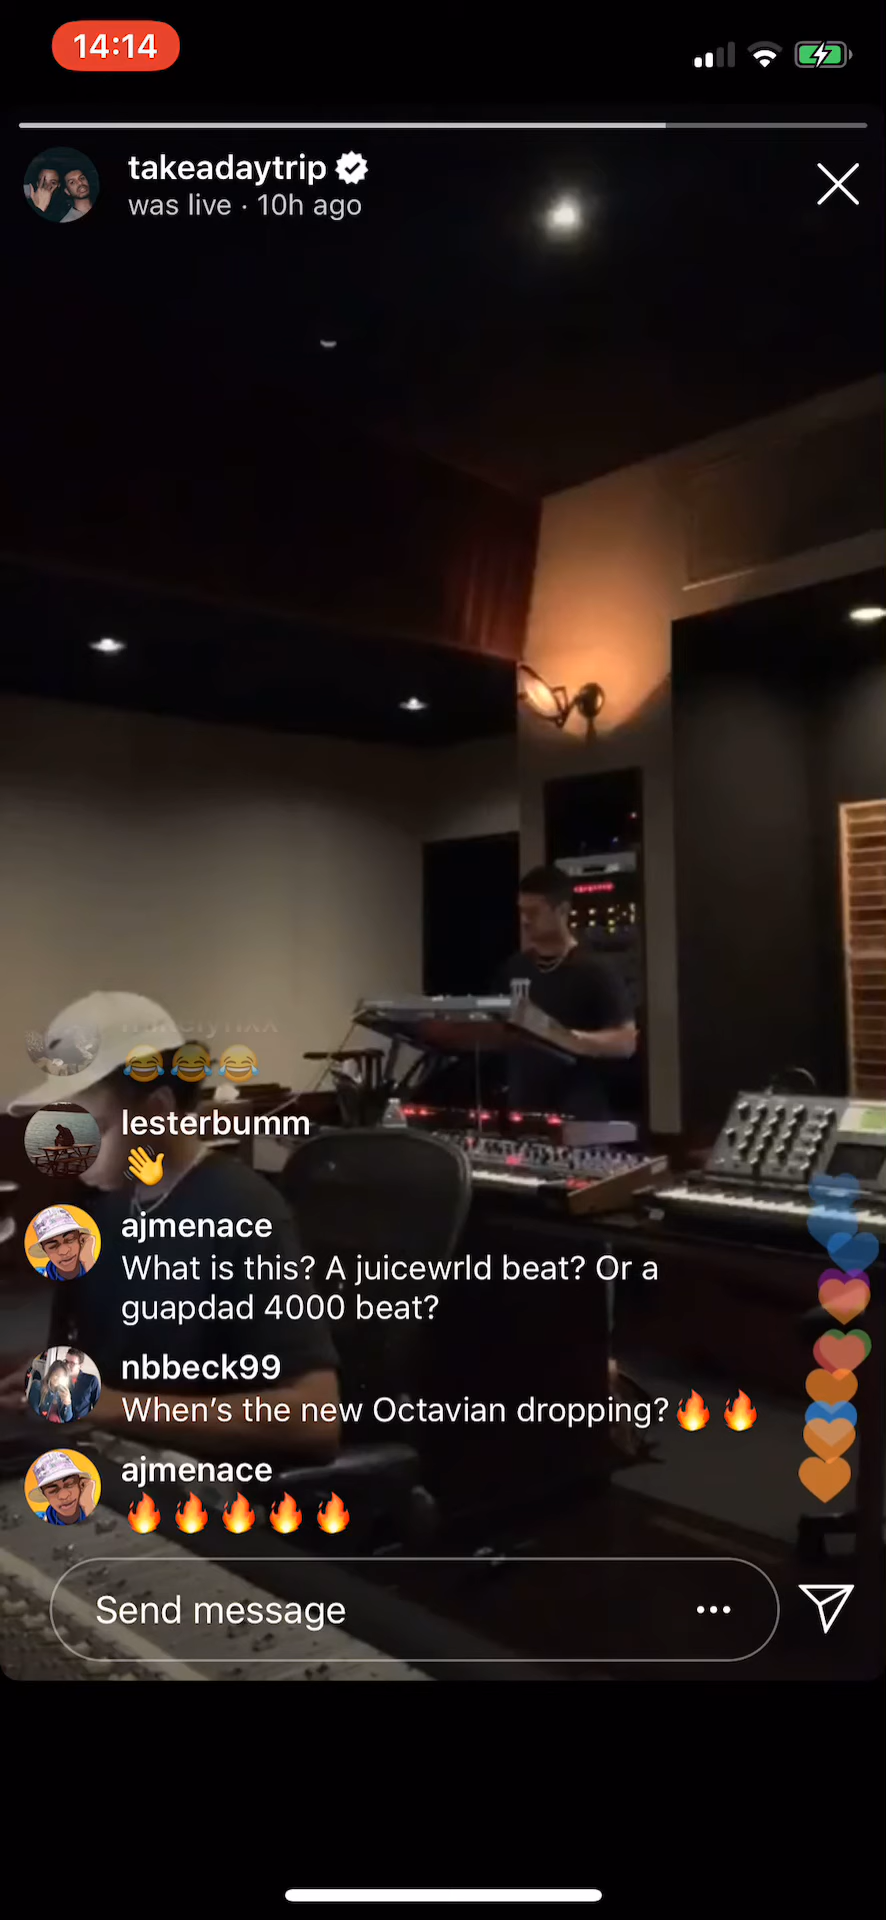 14:14
takeadaytrip
was live · 10h ago
😂😂😂
lesterbumm
👋
ajmenace
What is this? A juicewrld beat? Or a
guapdad 4000 beat?
nbbeck99
When's the new Octavian dropping?🔥🔥
ajmenace
🔥🔥🔥🔥🔥
Send message